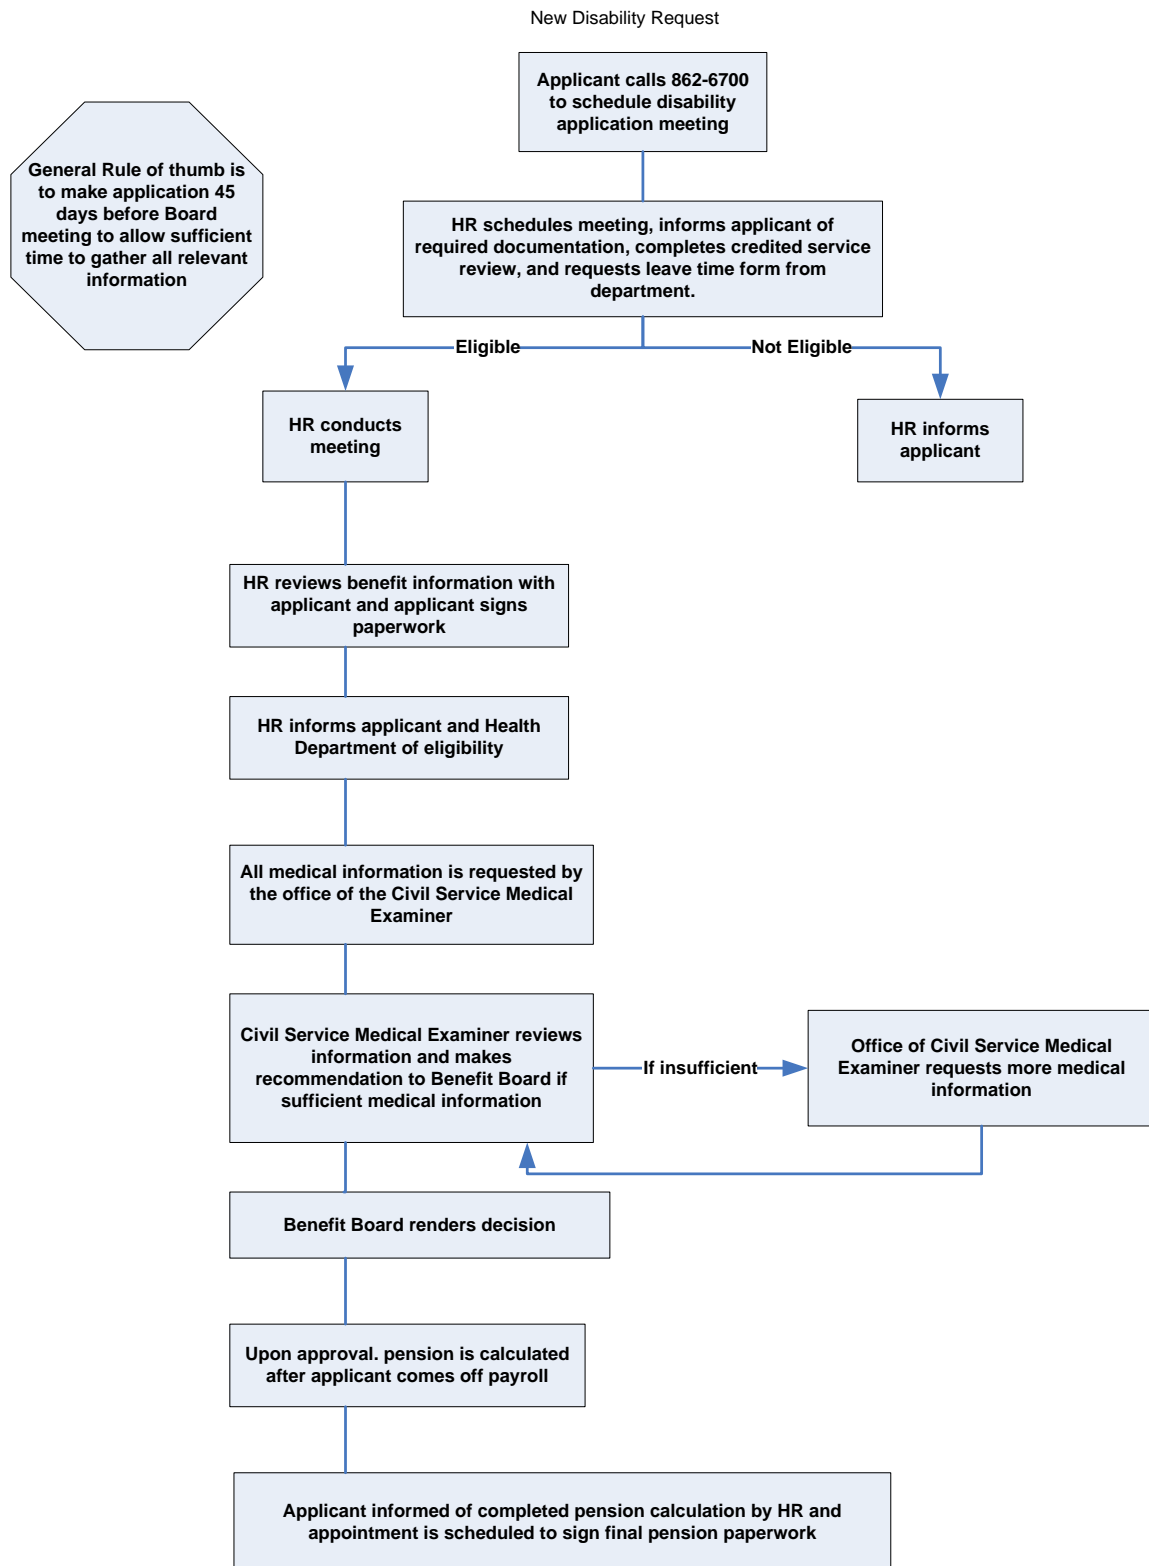 New Disability Request
Applicant calls 862-6700
to schedule disability
application meeting
General Rule of thumb is
to make application 45
days before Board
meeting to allow sufficient
time to gather all relevant
information
HR schedules meeting, informs applicant of
required documentation, completes credited service
review, and requests leave time form from
department.
Eligible
Not Eligible
HR conducts
meeting
HR informs
applicant
HR reviews benefit information with
applicant and applicant signs
paperwork
HR informs applicant and Health
Department of eligibility
All medical information is requested by
the office of the Civil Service Medical
Examiner
Civil Service Medical Examiner reviews
information and makes
recommendation to Benefit Board if
sufficient medical information
If insufficient
Office of Civil Service Medical
Examiner requests more medical
information
Benefit Board renders decision
Upon approval. pension is calculated
after applicant comes off payroll
Applicant informed of completed pension calculation by HR and
appointment is scheduled to sign final pension paperwork